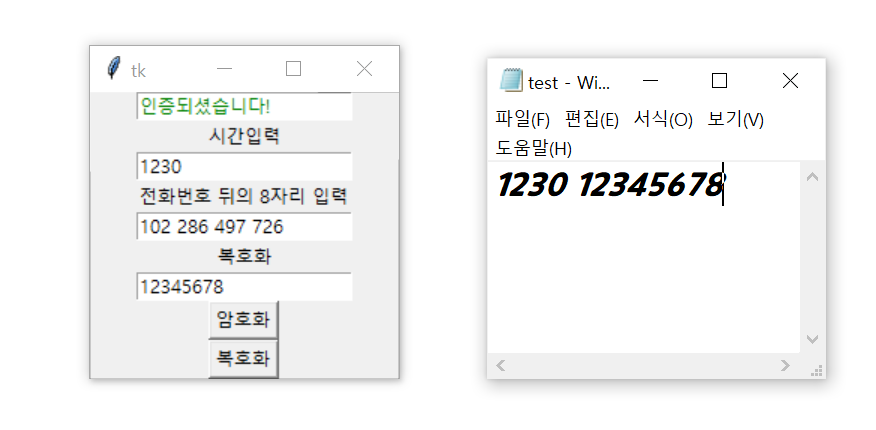 tk
인증되셨습니다!
시간입력
1230
전화번호 뒤의 8자리 입력
102 286 497 726
복호화
12345678
암호화
복호화
test - Wi...
파일(F) 편집(E) 서식(O) 보기(V)
도움말(H)
1230 12345678